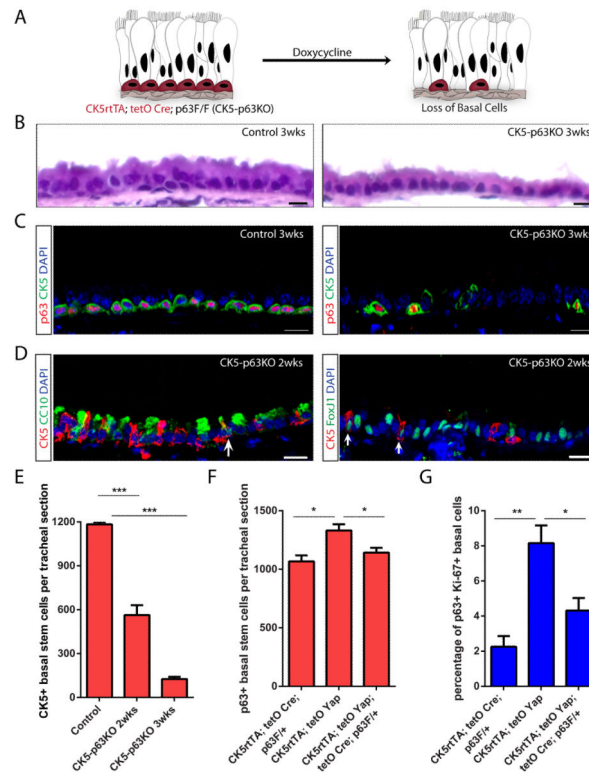 A
Doxycycline
CK5rtTA; tetO Cre; p63F/F (CK5-p63KO)
Loss of Basal Cells
B
Control 3wks
CK5-p63KO 3wks
C
p63 CK5 DAPI
Control 3wks
CK5-p63KO 3wks
D
CK5 CC10 DAPI
CK5-p63KO 2wks
CK5 FoxJ1 DAPI
CK5-p63KO 2wks
E
CK5+ basal stem cells per tracheal section
1200
900
600
300
0
***
***
Control
CK5-p63KO 2wks
CK5-p63KO 3wks
F
p63+ basal stem cells per tracheal section
1500
1000
500
0
*
*
CK5rtTA; tetO Cre;
p63F/+
CK5rtTA; tetO Yap
CK5rtTA; tetO Yap;
tetO Cre; p63F/+
G
percentage of p63+ Ki-67+ basal cells
10
8
6
4
2
0
**
*
CK5rtTA; tetO Cre;
p63F/+
CK5rtTA; tetO Yap
CK5rtTA; tetO Yap;
tetO Cre; p63F/+